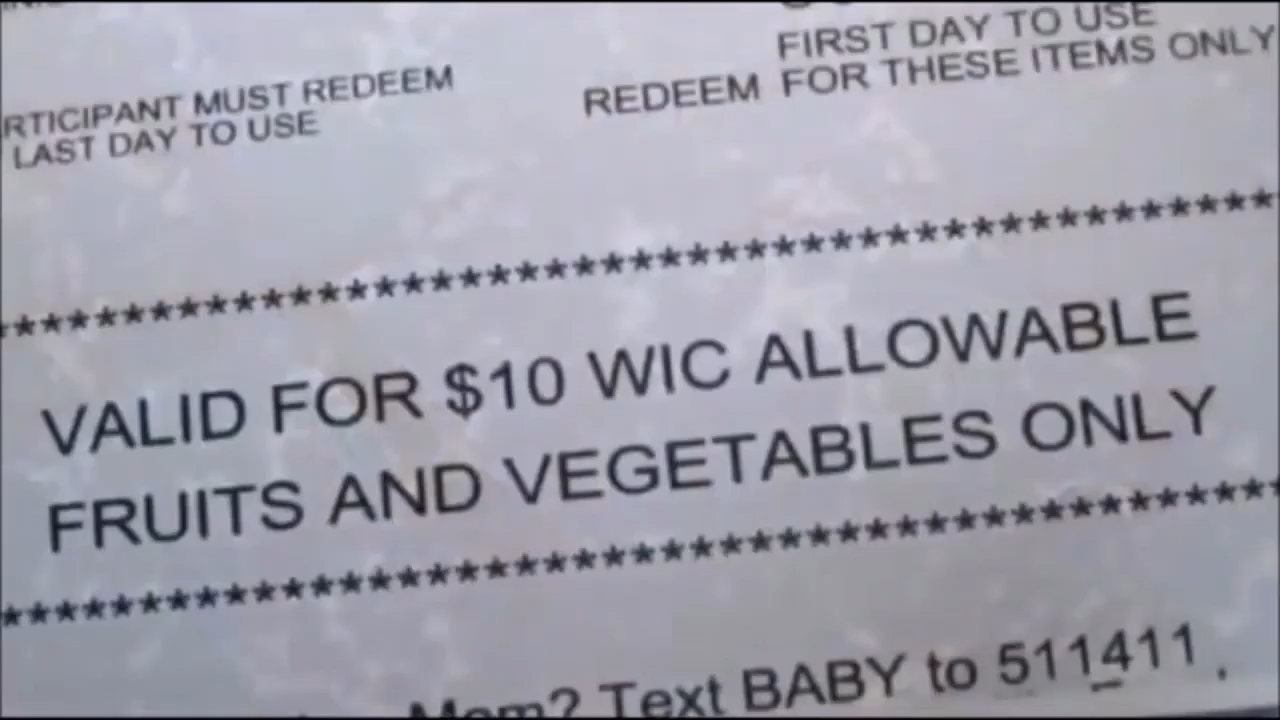 FIRST DAY TO USE
RTICIPANT MUST REDEEM
REDEEM FOR THESE ITEMS ONLY
LAST DAY TO USE
****************************************
VALID FOR $10 WIC ALLOWABLE
FRUITS AND VEGETABLES ONLY
****************************************
Mom? Text BABY to 511411